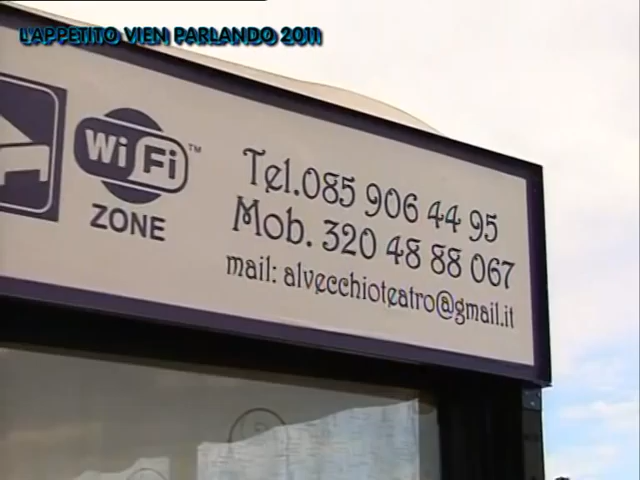 L'APPETITO VIEN PARLANDO 2011
Wi Fi TM
ZONE
Tel.085 906 44 95
Mob. 320 48 88 067
mail: alvecchioteatro@gmail.it